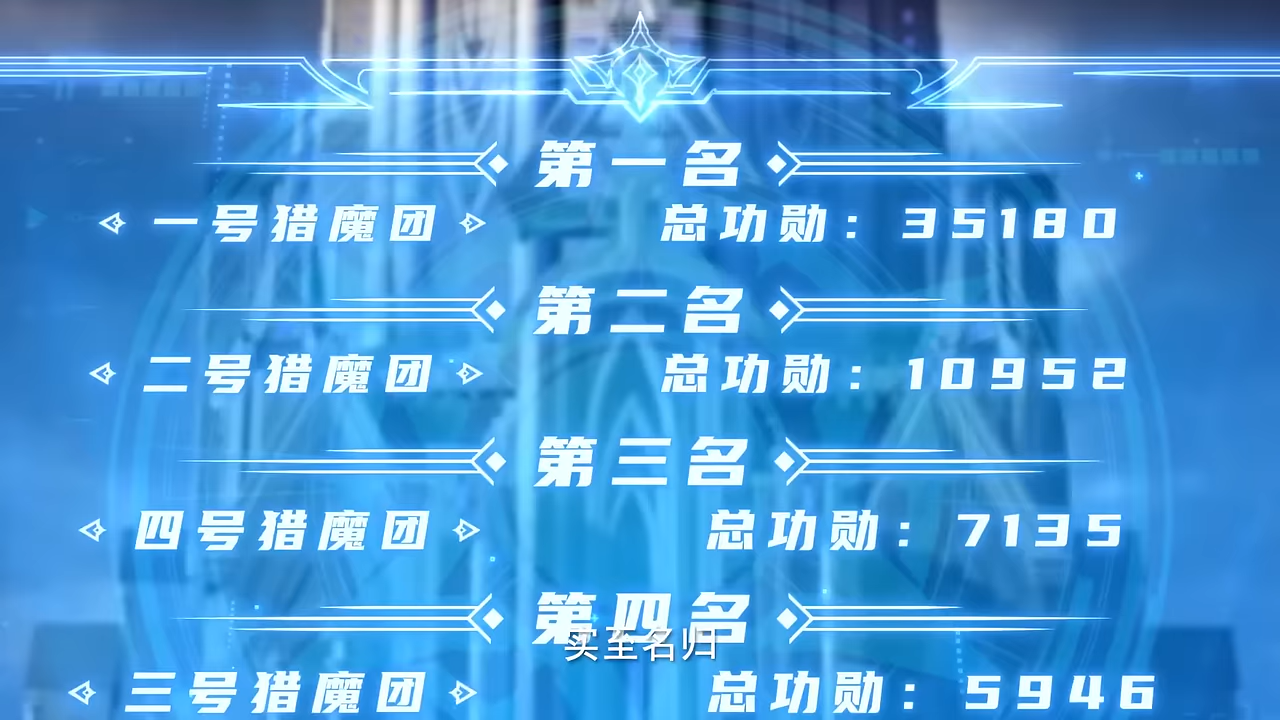 第一名
一号猎魔团 总功勋：35180
第二名
二号猎魔团 总功勋：10952
第三名
四号猎魔团 总功勋：7135
第四名
实至名归
三号猎魔团 总功勋：5946